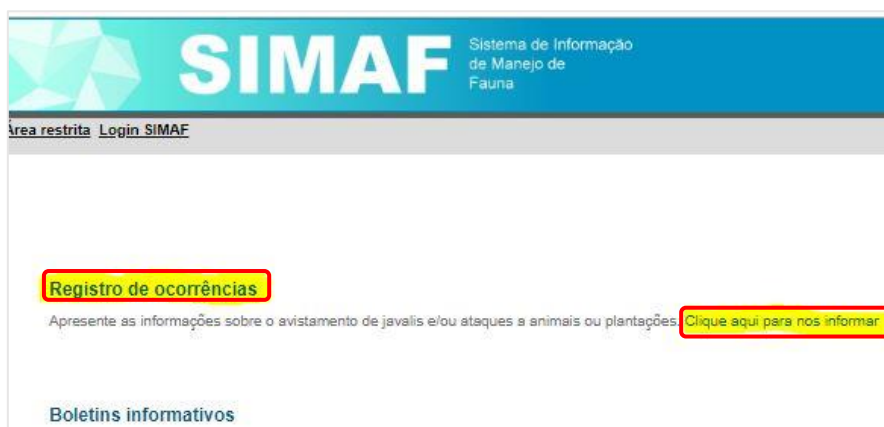 SIMAF
Sistema de Informação
de Manejo de
Fauna
Área restrita Login SIMAF
Registro de ocorrências
Apresente as informações sobre o avistamento de javalis e/ou ataques a animais ou plantações. Clique aqui para nos informar
Boletins informativos